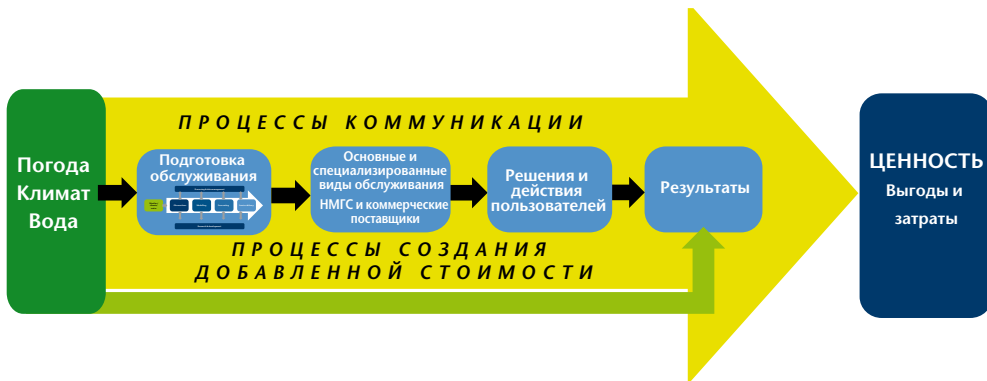 ПРОЦЕССЫ КОММУНИКАЦИИ
Погода
Климат
Вода
Подготовка
обслуживания
Основные и
специализированные
виды обслуживания
НМГС и коммерческие
поставщики
Решения и
действия
пользователей
Результаты
ПРОЦЕССЫ СОЗДАНИЯ
ДОБАВЛЕННОЙ СТОИМОСТИ
ЦЕННОСТЬ
Выгоды и
затраты